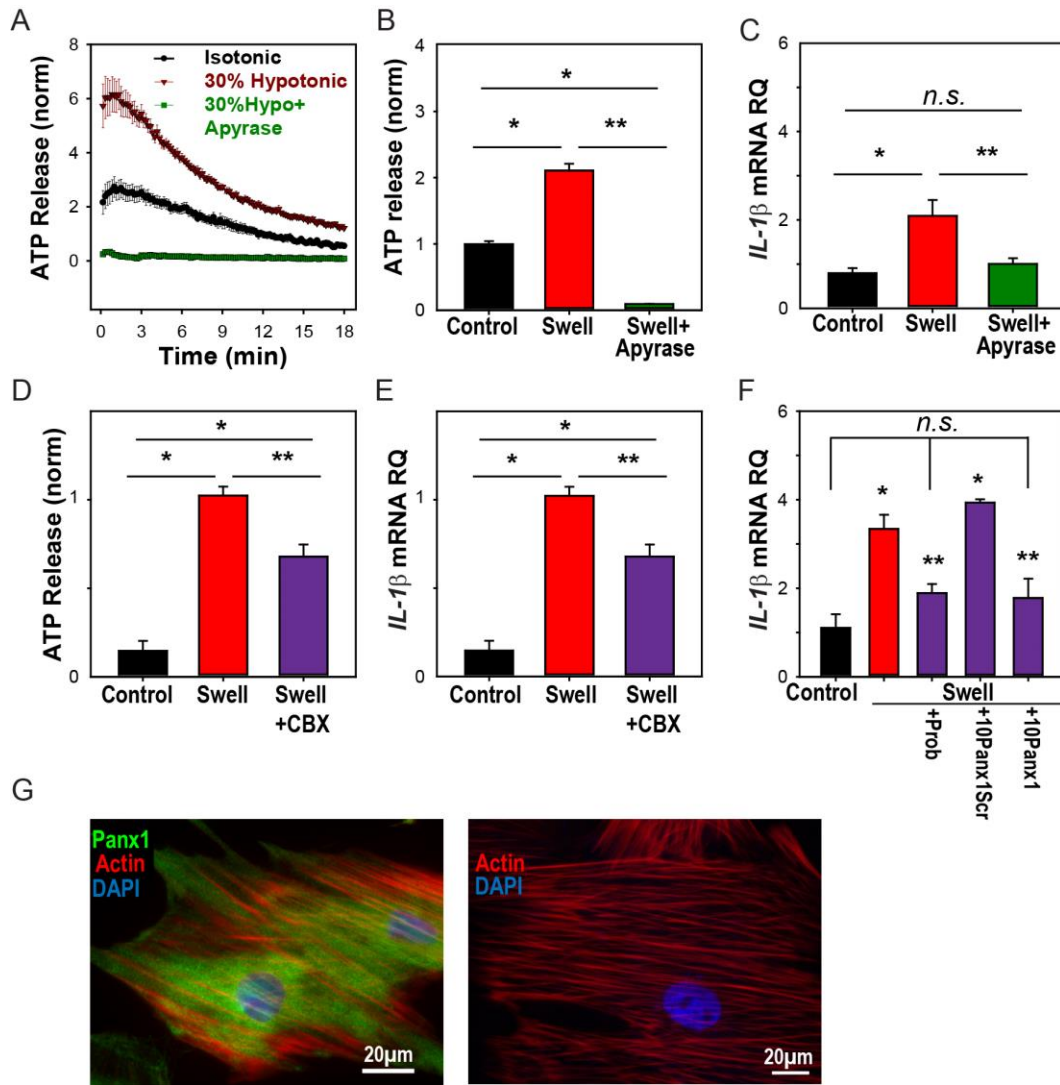 A
ATP Release (norm)
8
6
4
2
0
Isotonic
30% Hypotonic
30%Hypo+
Apyrase
0 3 6 9 12 15 18
Time (min)
B
ATP release (norm)
4
3
2
1
0
*
* **
Control Swell Swell+
Apyrase
C
IL-1β mRNA RQ
6
4
2
0
n.s.
* **
Control Swell Swell+
Apyrase
D
ATP Release (norm)
1
0
*
* **
Control Swell Swell
+CBX
E
IL-1β mRNA RQ
1
0
*
* **
Control Swell Swell
+CBX
F
IL-1β mRNA RQ
6
4
2
0
n.s.
* ** * **
Control Swell
+Prob
+10Panx1Scr
+10Panx1
G
Panx1
Actin
DAPI
20μm
Actin
DAPI
20μm